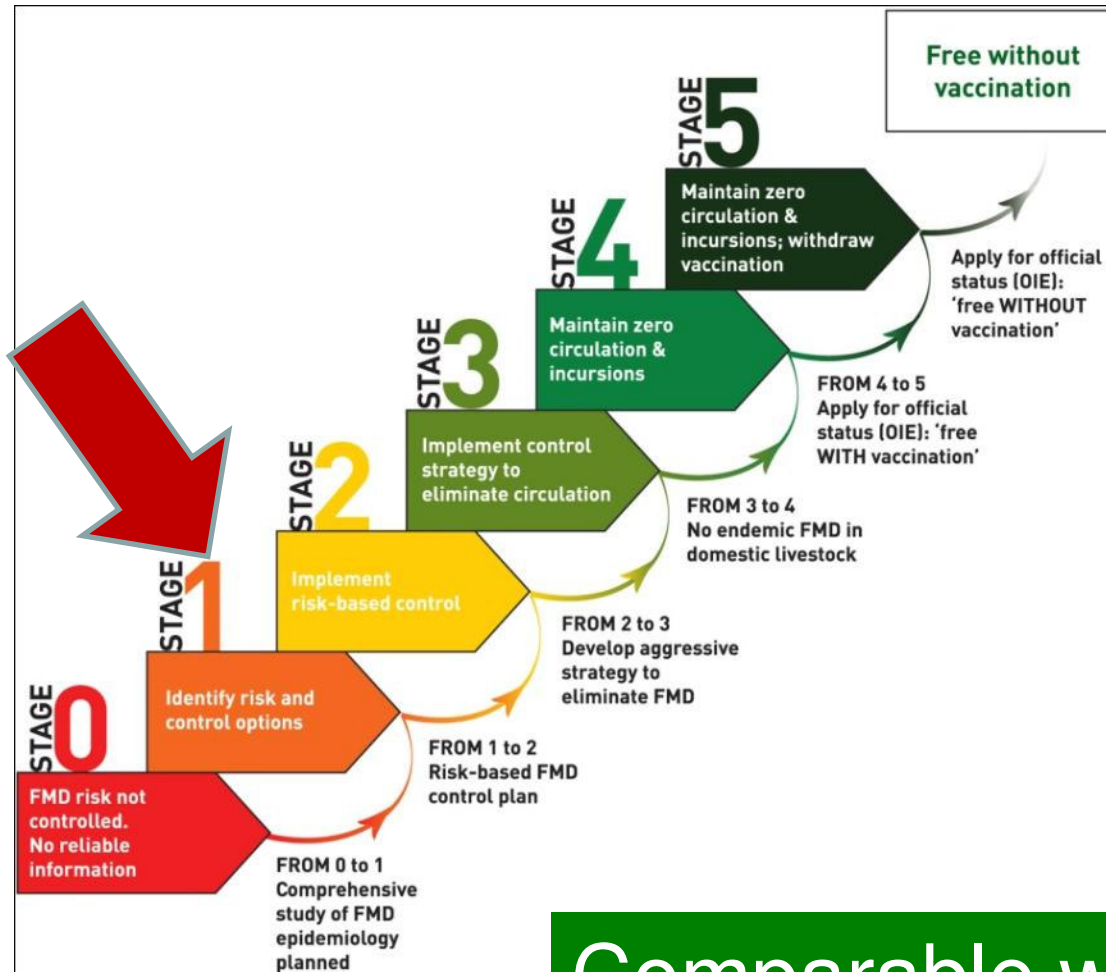 Free without
vaccination
STAGE 5
Maintain zero
circulation &
incursions; withdraw
vaccination
Apply for official
status (OIE):
‘free WITHOUT
vaccination’
STAGE 4
Maintain zero
circulation &
incursions
FROM 4 to 5
Apply for official
status (OIE): ‘free
WITH vaccination’
STAGE 3
Implement control
strategy to
eliminate circulation
FROM 3 to 4
No endemic FMD in
domestic livestock
STAGE 2
Implement
risk-based control
FROM 2 to 3
Develop aggressive
strategy to
eliminate FMD
STAGE 1
Identify risk and
control options
FROM 1 to 2
Risk-based FMD
control plan
STAGE 0
FMD risk not
controlled.
No reliable
information
FROM 0 to 1
Comprehensive
study of FMD
epidemiology
planned
Comparable w